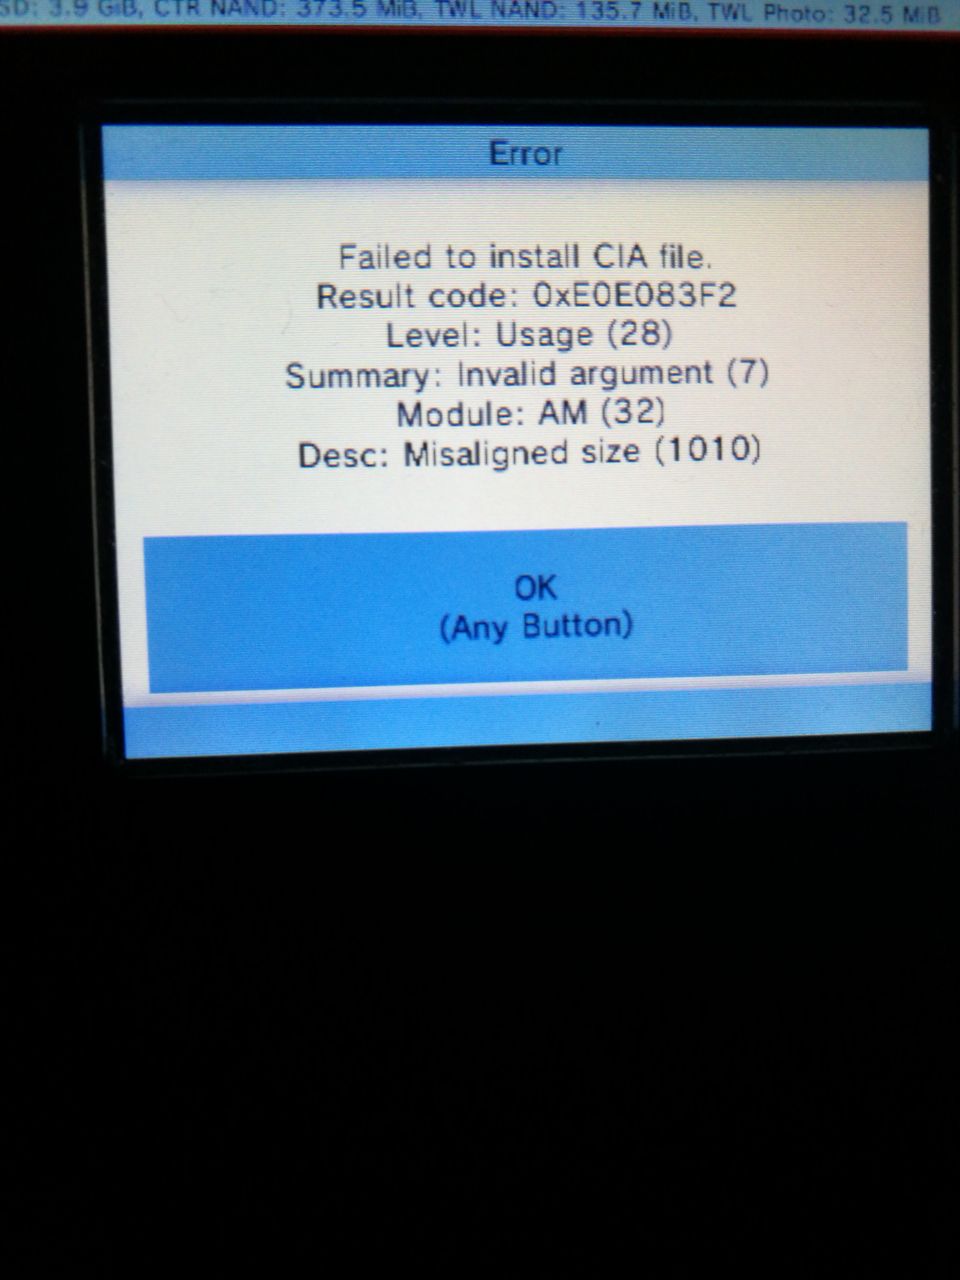 SD: 3.9 GiB, CTR NAND: 373.5 MiB, TWL NAND: 135.7 MiB, TWL Photo: 32.5 MiB
Error
Failed to install CIA file.
Result code: 0xE0E083F2
Level: Usage (28)
Summary: Invalid argument (7)
Module: AM (32)
Desc: Misaligned size (1010)
OK
(Any Button)